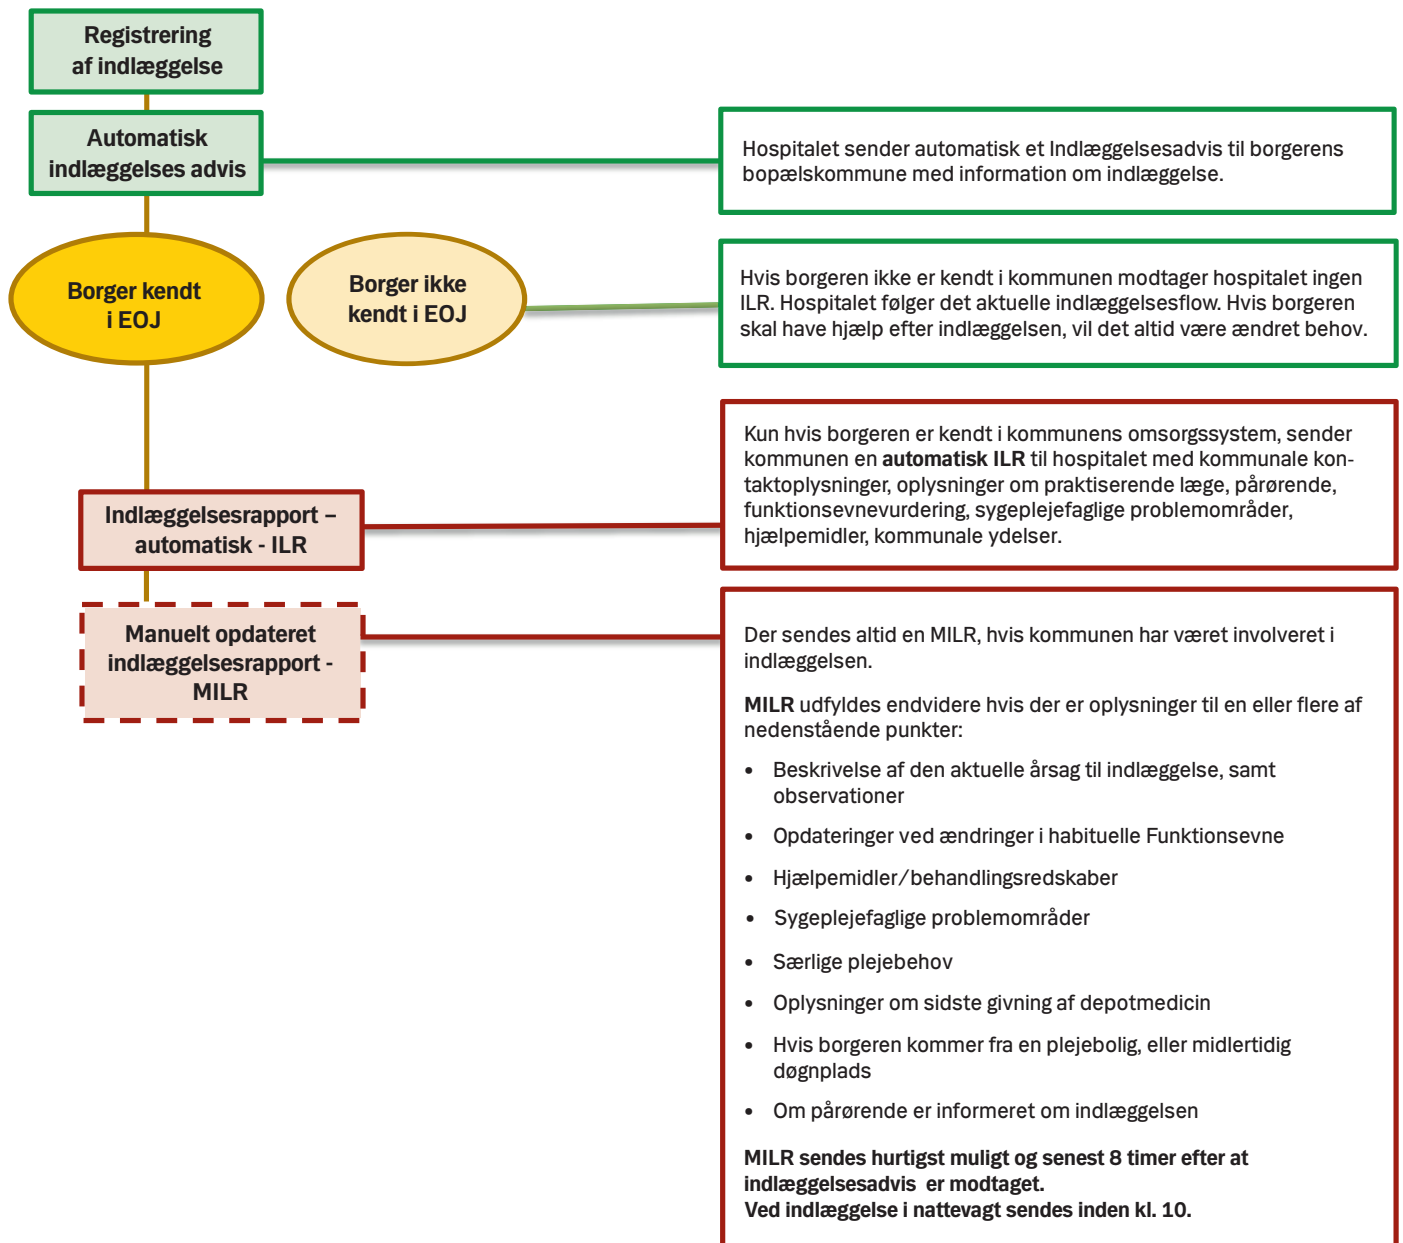 Registrering
af indlæggelse
Automatisk
indlæggelses advis
Hospitalet sender automatisk et Indlæggelsesadvis til borgerens
bopælskommune med information om indlæggelse.
Borger kendt
i EOJ
Borger ikke
kendt i EOJ
Hvis borgeren ikke er kendt i kommunen modtager hospitalet ingen
ILR. Hospitalet følger det aktuelle indlæggelsesflow. Hvis borgeren
skal have hjælp efter indlæggelsen, vil det altid være ændret behov.
Kun hvis borgeren er kendt i kommunens omsorgssystem, sender
kommunen en automatisk ILR til hospitalet med kommunale kon-
taktoplysninger, oplysninger om praktiserende læge, pårørende,
funktionsevnevurdering, sygeplejefaglige problemområder,
hjælpemidler, kommunale ydelser.
Indlæggelsesrapport –
automatisk - ILR
Manuelt opdateret
indlæggelsesrapport -
MILR
Der sendes altid en MILR, hvis kommunen har været involveret i
indlæggelsen.
MILR udfyldes endvidere hvis der er oplysninger til en eller flere af
nedenstående punkter:
• Beskrivelse af den aktuelle årsag til indlæggelse, samt
observationer
• Opdateringer ved ændringer i habituelle Funktionsevne
• Hjælpemidler/behandlingsredskaber
• Sygeplejefaglige problemområder
• Særlige plejebehov
• Oplysninger om sidste givning af depotmedicin
• Hvis borgeren kommer fra en plejebolig, eller midlertidig
døgnplads
• Om pårørende er informeret om indlæggelsen
MILR sendes hurtigst muligt og senest 8 timer efter at
indlæggelsesadvis er modtaget.
Ved indlæggelse i nattevagt sendes inden kl. 10.